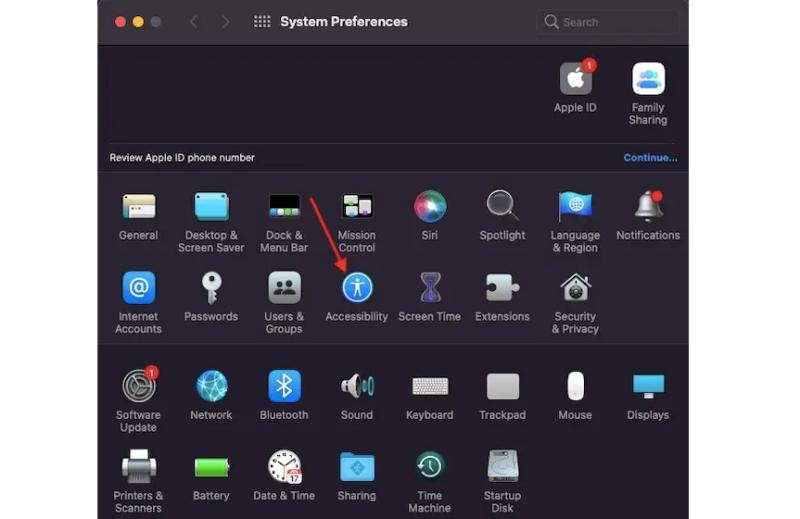 System Preferences
Search
1
Apple ID
Family
Sharing
Review Apple ID phone number
Continue...
General
Desktop &
Screen Saver
Dock &
Menu Bar
Mission
Control
Siri
Spotlight
Language
& Region
Notifications
@
Internet
Accounts
Passwords
Users &
Groups
Accessibility
Screen Time
Extensions
Security
& Privacy
1
Software
Update
Network
Bluetooth
Sound
Keyboard
Trackpad
Mouse
Displays
Printers &
Scanners
Battery
JUL
17
Date & Time
Sharing
Time
Machine
Startup
Disk